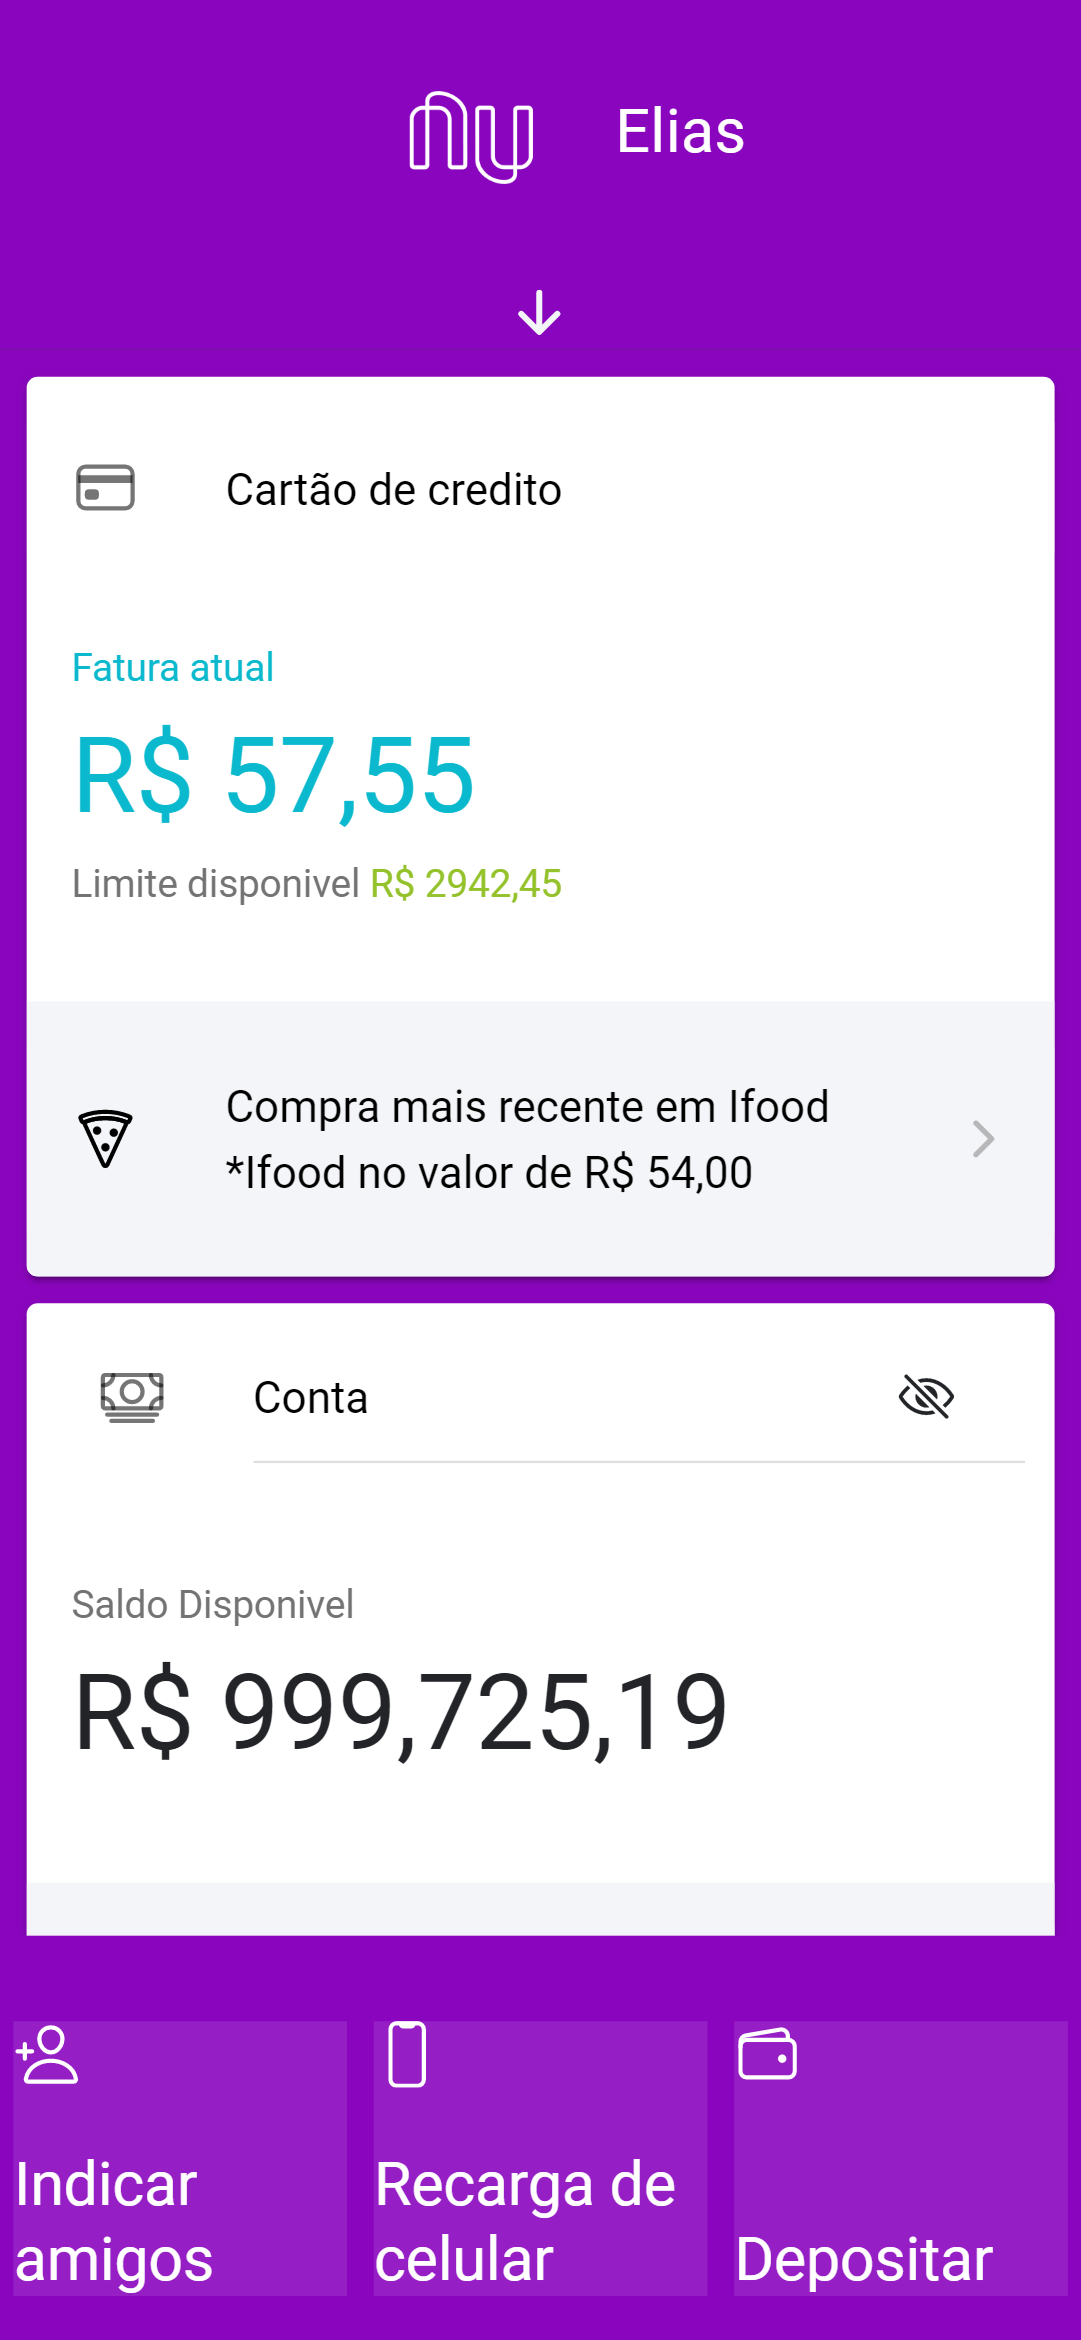 nu Elias
Cartão de credito
Fatura atual
R$ 57,55
Limite disponivel R$ 2942,45
Compra mais recente em Ifood
*Ifood no valor de R$ 54,00
Conta
Saldo Disponivel
R$ 999,725,19
Indicar
amigos
Recarga de
celular
Depositar